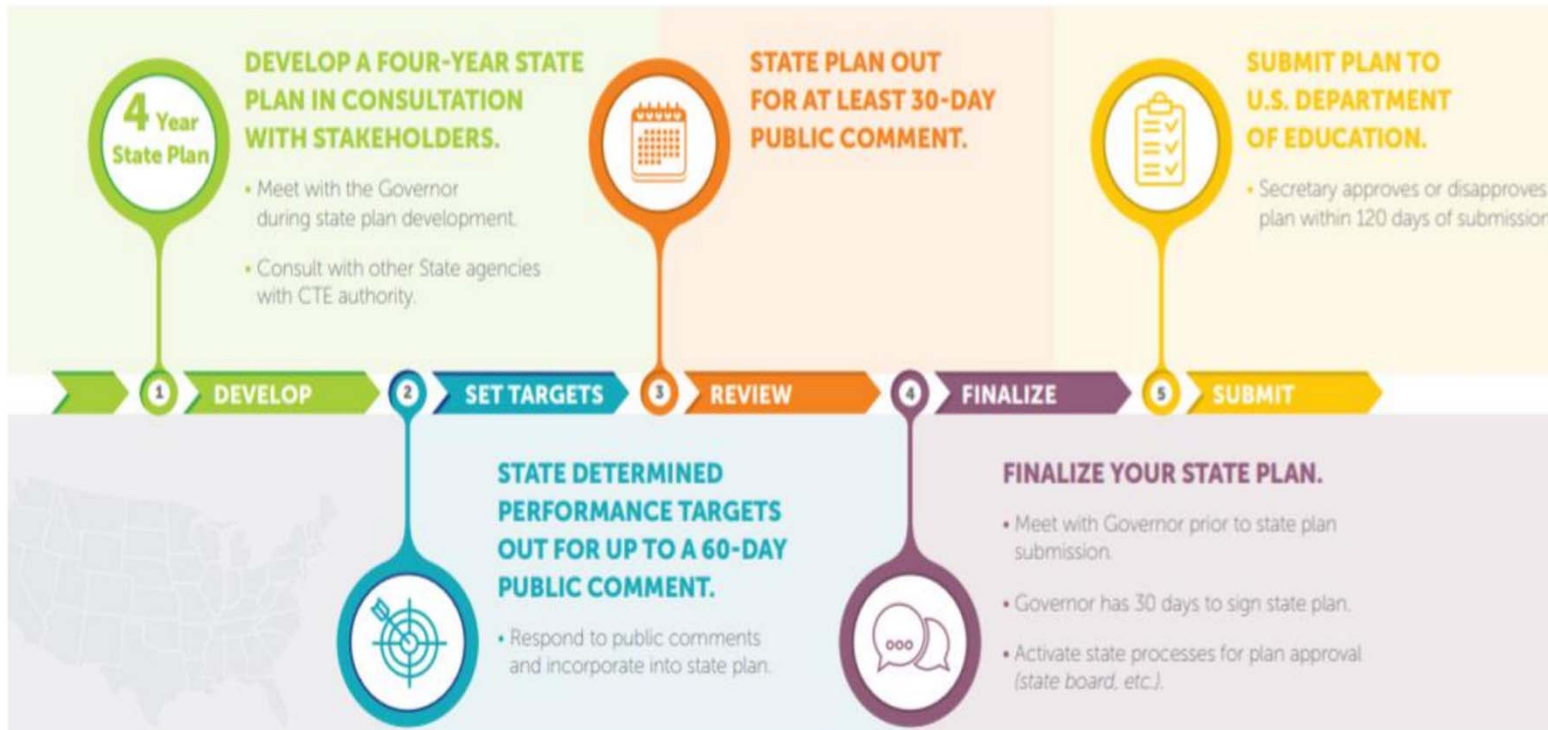 4 Year
State Plan
DEVELOP A FOUR-YEAR STATE
PLAN IN CONSULTATION
WITH STAKEHOLDERS.
• Meet with the Governor
during state plan development.
• Consult with other State agencies
with CTE authority.
STATE PLAN OUT
FOR AT LEAST 30-DAY
PUBLIC COMMENT.
SUBMIT PLAN TO
U.S. DEPARTMENT
OF EDUCATION.
• Secretary approves or disapproves
plan within 120 days of submission
1 DEVELOP 2 SET TARGETS 3 REVIEW 4 FINALIZE 5 SUBMIT
STATE DETERMINED
PERFORMANCE TARGETS
OUT FOR UP TO A 60-DAY
PUBLIC COMMENT.
• Respond to public comments
and incorporate into state plan.
FINALIZE YOUR STATE PLAN.
• Meet with Governor prior to state plan
submission.
• Governor has 30 days to sign state plan.
• Activate state processes for plan approval
(state board, etc.).